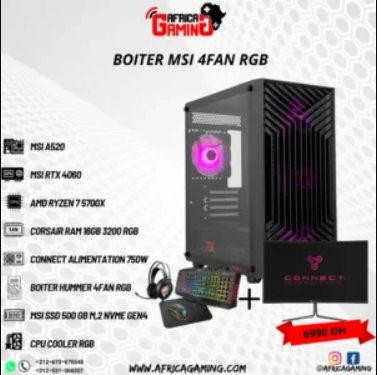 AFRICA
GAMING
BOITER MSI 4FAN RGB
MSI A520
MSI RTX 4060
AMD RYZEN 7 5700X
CORSAIR RAM 16GB 3200 RGB
CONNECT ALIMENTATION 750W
BOITER HUMMER 4FAN RGB
MSI SSD 500 GB M,2 NVME GEN4
CPU COOLER RGB
+
CONNECT
6990 DH
WWW.AFRICAGAMING.COM
@AFRICAGAMING